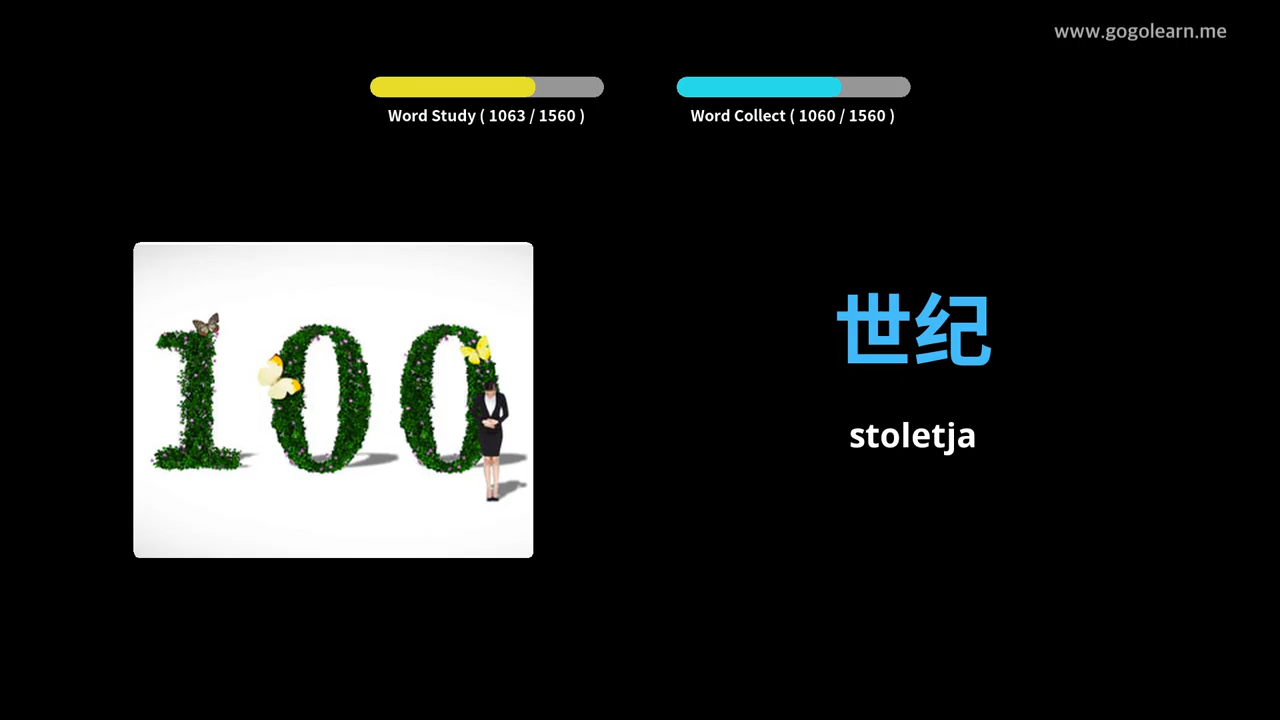 www.gogolearn.me
Word Study ( 1063 / 1560 )
Word Collect ( 1060 / 1560 )
100
世纪
stoletja